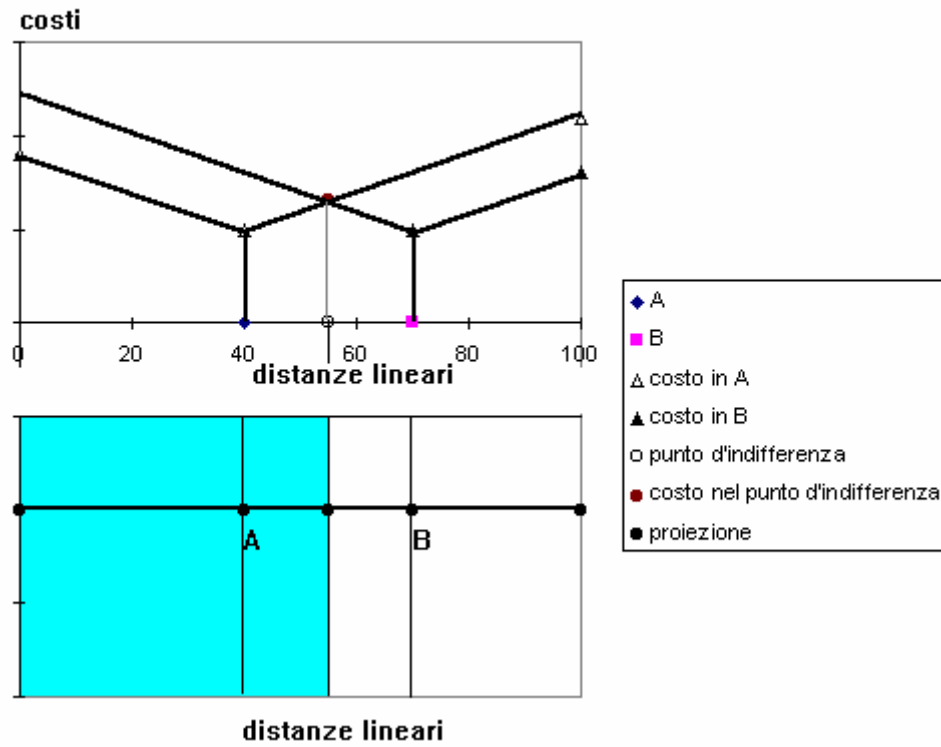 costi
0 20 40 60 80 100
distanze lineari
A
B
costo in A
costo in B
punto d'indifferenza
costo nel punto d'indifferenza
proiezione
A B
distanze lineari